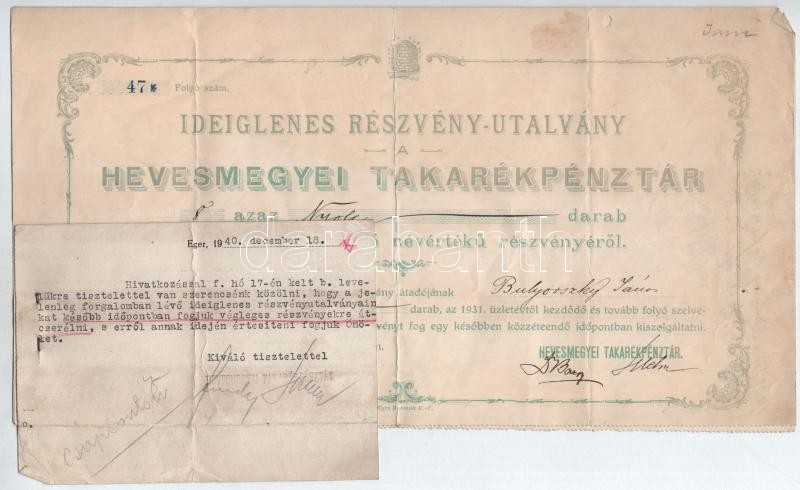 47
Folyó szám.
IDEIGLENES RÉSZVÉNY-UTALVÁNY
A
HEVESMEGYEI TAKARÉKPÉNZTÁR
8 azaz Nyolc darab
névértékű részvényéről.
átadójának Bulyovszky János
darab, az 1931. üzletévtől kezdődő és tovább folyó szelvé-
fog egy későbben közzéteendő időpontban kiszolgáltatni.
HEVESMEGYEI TAKARÉKPÉNZTÁR.
Eger, 1940. december 18.
Hivatkozással f. hó 17-én kelt b. leve-
lükre tisztelettel van szerencsénk közölni, hogy a je-
lenleg forgalomban lévő ideiglenes részvényutalványain-
kat később időpontban fogjuk végleges részvényekre át-
cserélni, s erről annak idején értesíteni fogjuk Önö-
ket.
Kiváló tisztelettel
HEVESMEGYEI TAKARÉKPÉNZTÁR
darabanth